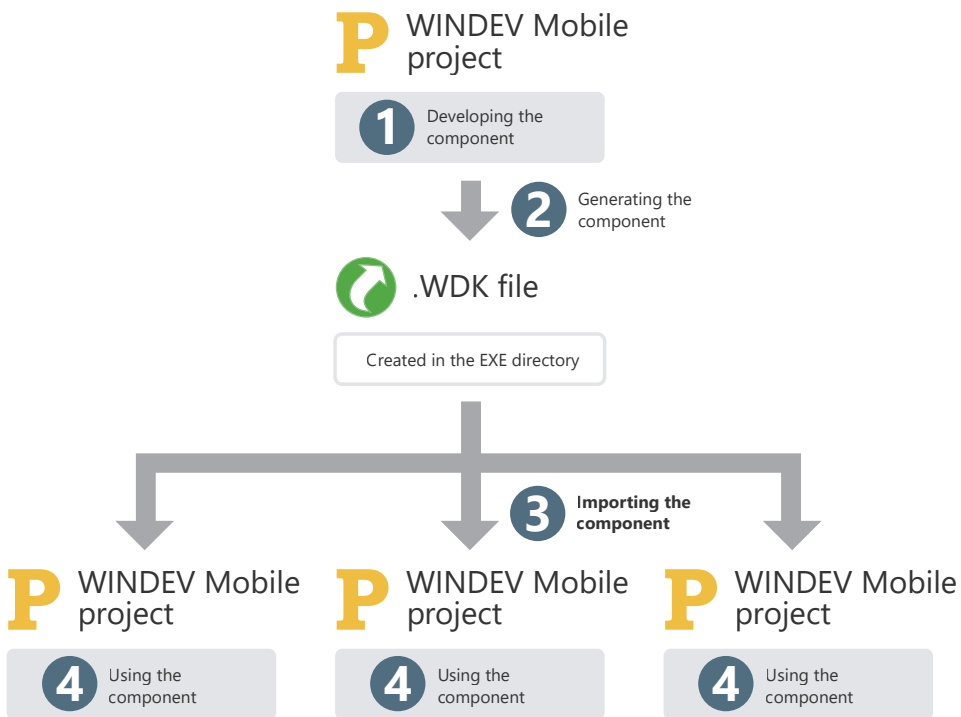 P WINDEV Mobile
project
1 Developing the
component
2 Generating the
component
.WDK file
Created in the EXE directory
3 Importing the
component
P WINDEV Mobile
project
4 Using the
component
P WINDEV Mobile
project
4 Using the
component
P WINDEV Mobile
project
4 Using the
component